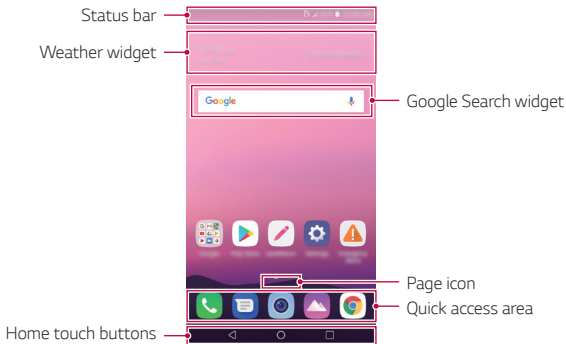 Status bar
Weather widget
Google
Google Search widget
Page icon
Quick access area
Home touch buttons